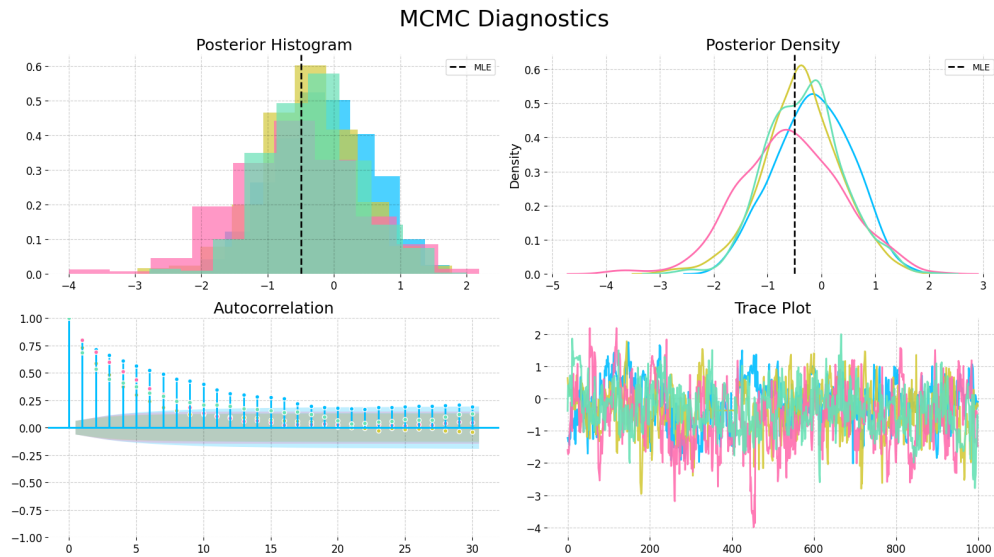 MCMC Diagnostics
Posterior Histogram
MLE
0.6
0.5
0.4
0.3
0.2
0.1
0.0
−4 −3 −2 −1 0 1 2
Posterior Density
MLE
Density
0.6
0.5
0.4
0.3
0.2
0.1
0.0
−5 −4 −3 −2 −1 0 1 2 3
Autocorrelation
1.00
0.75
0.50
0.25
0.00
−0.25
−0.50
−0.75
−1.00
0 5 10 15 20 25 30
Trace Plot
2
1
0
−1
−2
−3
−4
0 200 400 600 800 1000